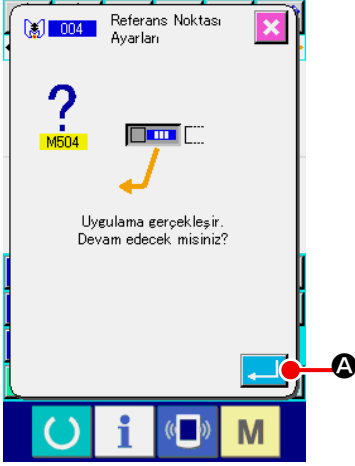 004
Referans Noktası
Ayarları
?
M504
Uygulama gerçekleşir.
Devam edecek misiniz?
A
i
M